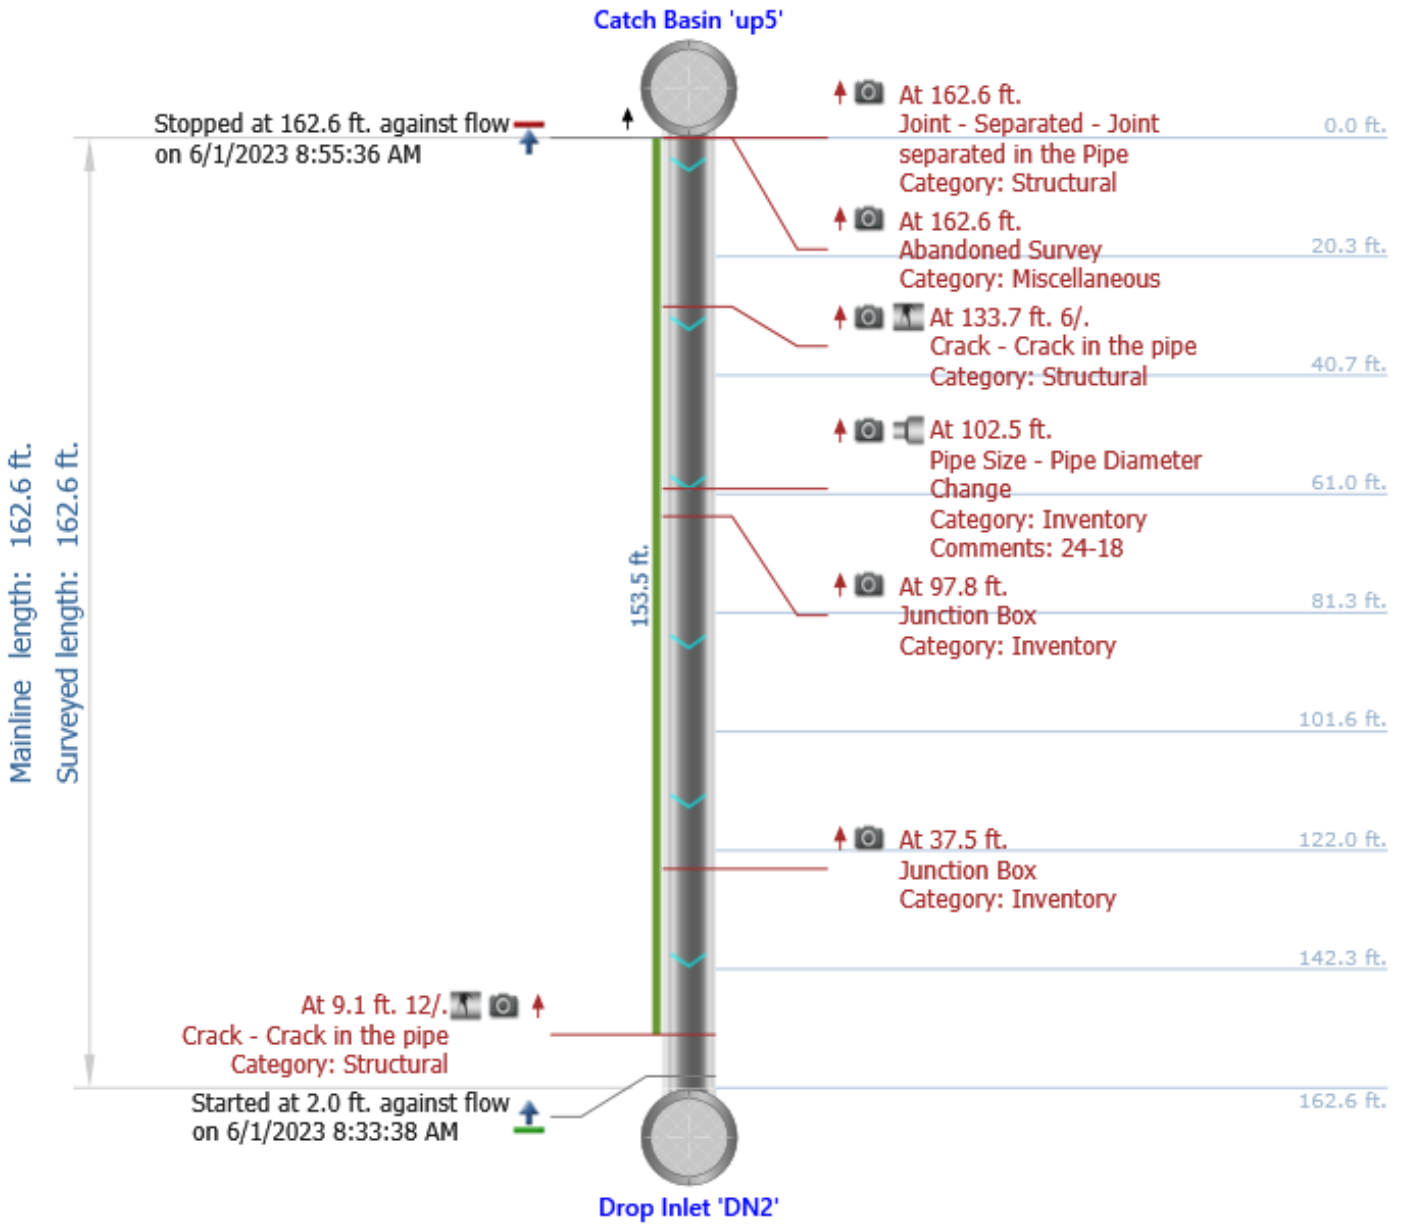 Catch Basin 'up5'
Stopped at 162.6 ft. against flow
on 6/1/2023 8:55:36 AM
At 162.6 ft.
Joint - Separated - Joint
separated in the Pipe
Category: Structural
0.0 ft.
At 162.6 ft.
Abandoned Survey
Category: Miscellaneous
20.3 ft.
At 133.7 ft. 6/.
Crack - Crack in the pipe
Category: Structural
40.7 ft.
At 102.5 ft.
Pipe Size - Pipe Diameter
Change
Category: Inventory
Comments: 24-18
61.0 ft.
Mainline length: 162.6 ft.
Surveyed length: 162.6 ft.
153.5 ft.
At 97.8 ft.
Junction Box
Category: Inventory
81.3 ft.
101.6 ft.
At 37.5 ft.
Junction Box
Category: Inventory
122.0 ft.
142.3 ft.
At 9.1 ft. 12/.
Crack - Crack in the pipe
Category: Structural
Started at 2.0 ft. against flow
on 6/1/2023 8:33:38 AM
162.6 ft.
Drop Inlet 'DN2'